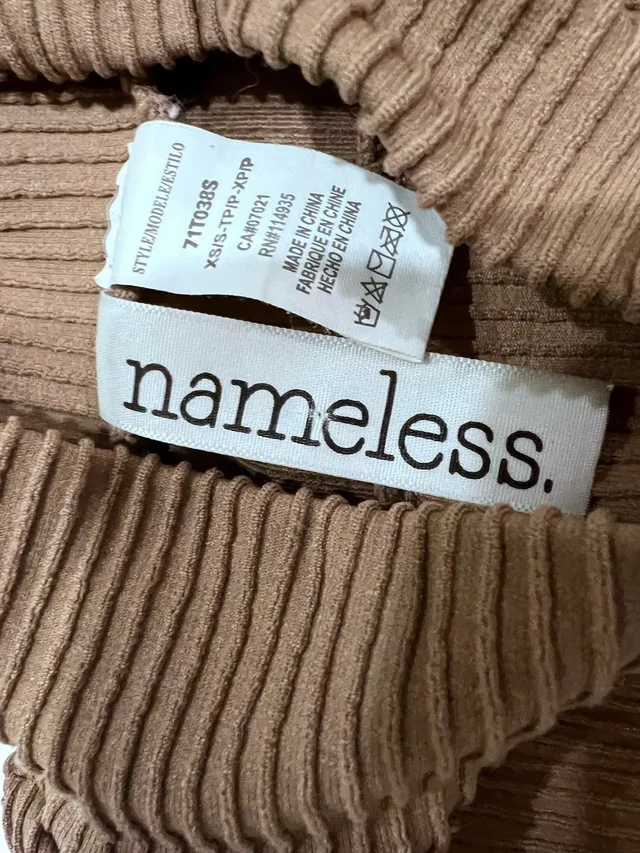 STYLE/MODELE/ESTILO
71T038S
XS/S-TP/P-XP/P
CA#07021
RN#114935
MADE IN CHINA
FABRIQUE EN CHINE
HECHO EN CHINA
nameless.